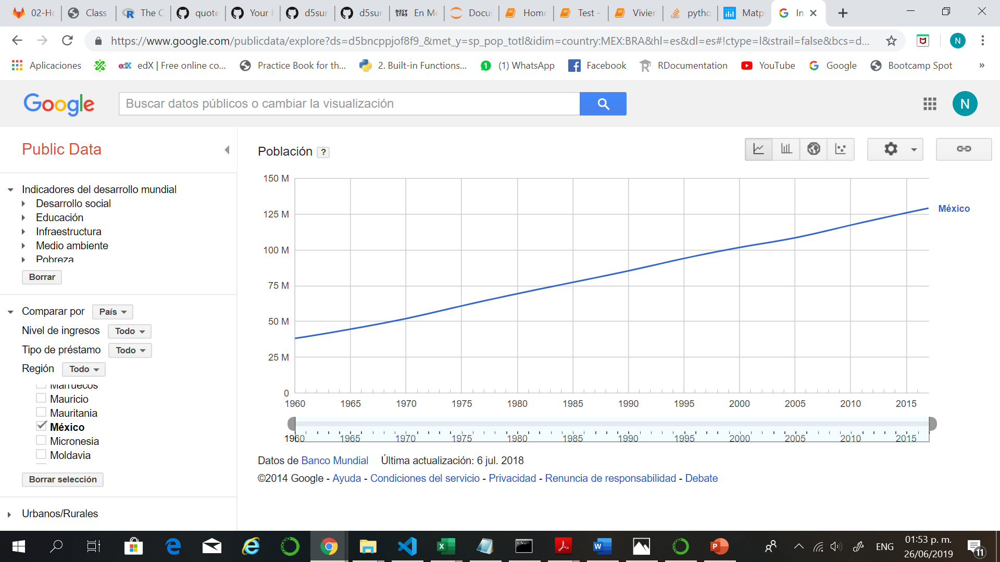 02-Ho
Class
The C
quote
Your F
d5sur
d5sur
En Me
Docu
Home
Test -
Vivier
pytho
Matp
In
https://www.google.com/publicdata/explore?ds=d5bncppjof8f9_&met_y=sp_pop_totl&idim=country:MEX:BRA&hl=es&dl=es#!ctype=l&strail=false&bcs=d...
N
Aplicaciones
edX | Free online co...
Practice Book for th...
2. Built-in Functions...
(1) WhatsApp
Facebook
RDocumentation
YouTube
Google
Bootcamp Spot
»
Google
Buscar datos públicos o cambiar la visualización
N
Public Data
Indicadores del desarrollo mundial
Desarrollo social
Educación
Infraestructura
Medio ambiente
Pobreza
Borrar
Comparar por País
Nivel de ingresos Todo
Tipo de préstamo Todo
Región Todo
Marruecos
Mauricio
Mauritania
México
Micronesia
Moldavia
Borrar selección
Urbanos/Rurales
Población ?
150 M
125 M
100 M
75 M
50 M
25 M
0
México
1960 1965 1970 1975 1980 1985 1990 1995 2000 2005 2010 2015
1960 1965 1970 1975 1980 1985 1990 1995 2000 2005 2010 2015
Datos de Banco Mundial Última actualización: 6 jul. 2018
©2014 Google - Ayuda - Condiciones del servicio - Privacidad - Renuncia de responsabilidad - Debate
ENG
01:53 p. m.
26/06/2019
11